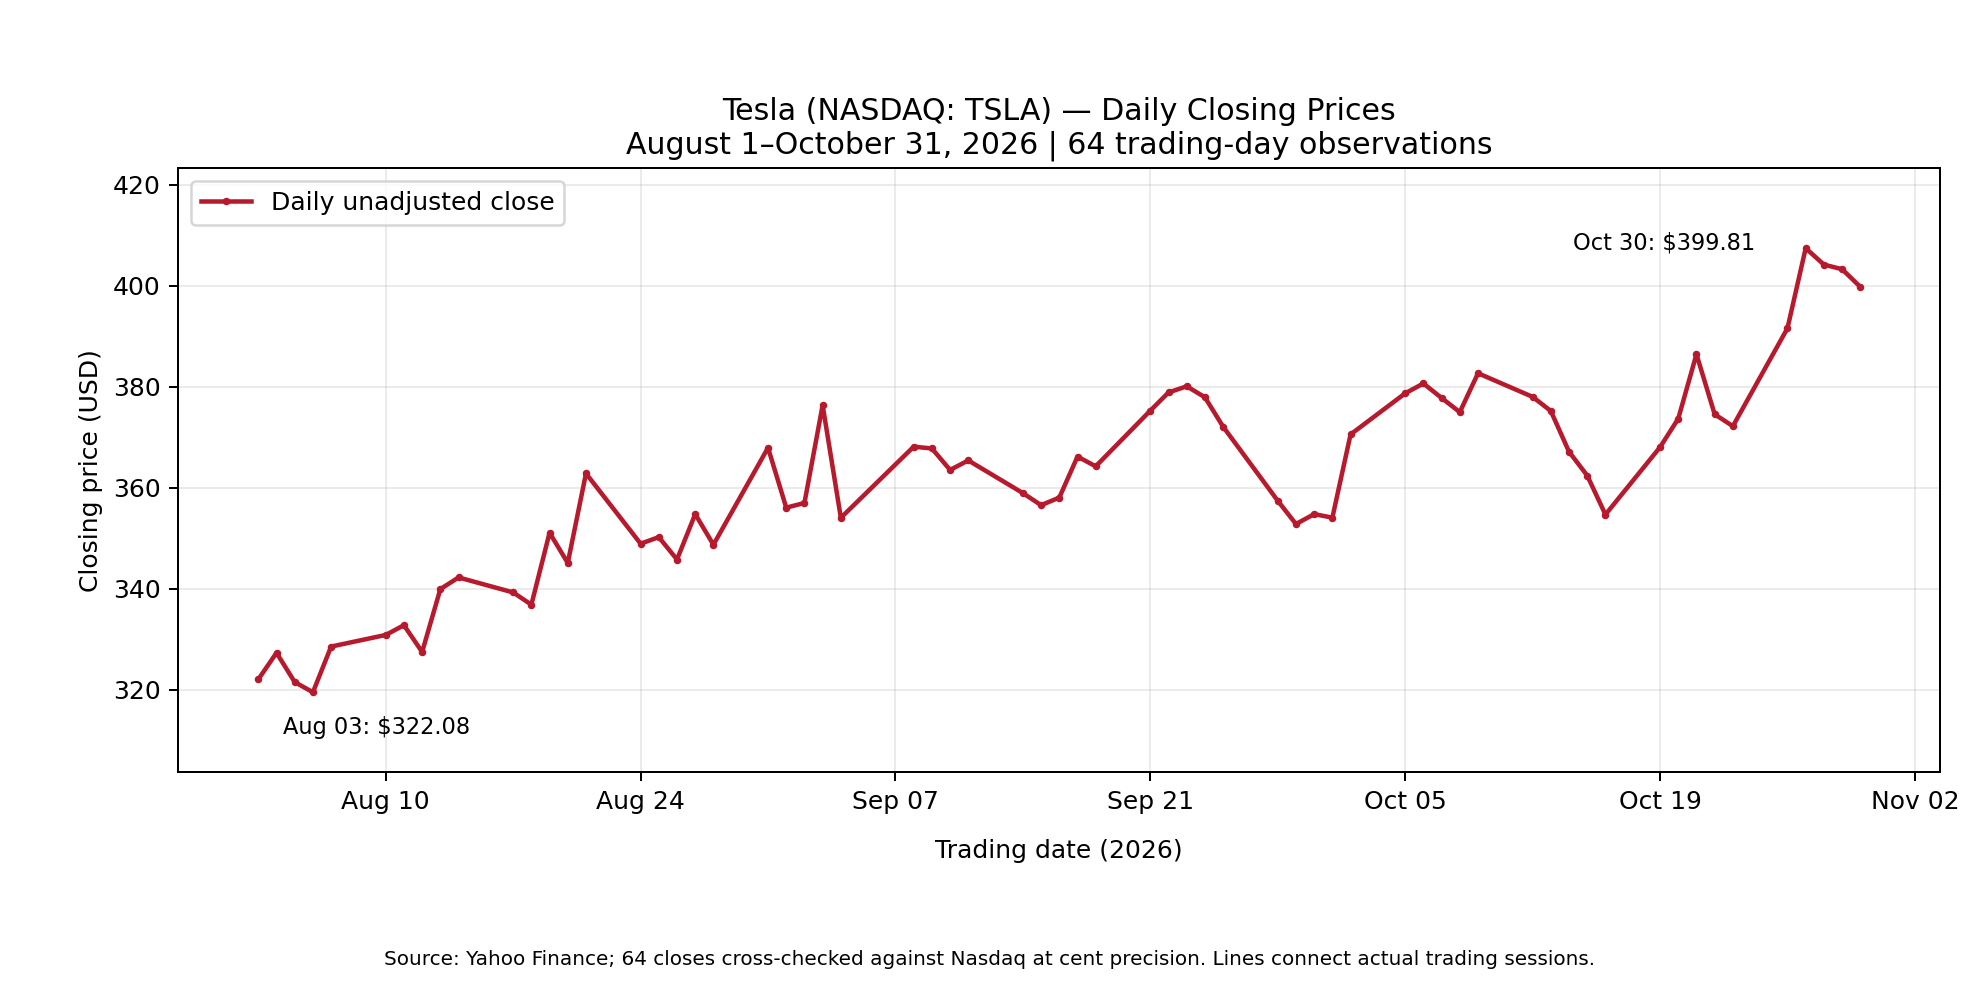 Tesla (NASDAQ: TSLA) — Daily Closing Prices
August 1–October 31, 2026 | 64 trading-day observations
Daily unadjusted close
Oct 30: $399.81
Aug 03: $322.08
Closing price (USD)
420
400
380
360
340
320
Aug 10
Aug 24
Sep 07
Sep 21
Oct 05
Oct 19
Nov 02
Trading date (2026)
Source: Yahoo Finance; 64 closes cross-checked against Nasdaq at cent precision. Lines connect actual trading sessions.